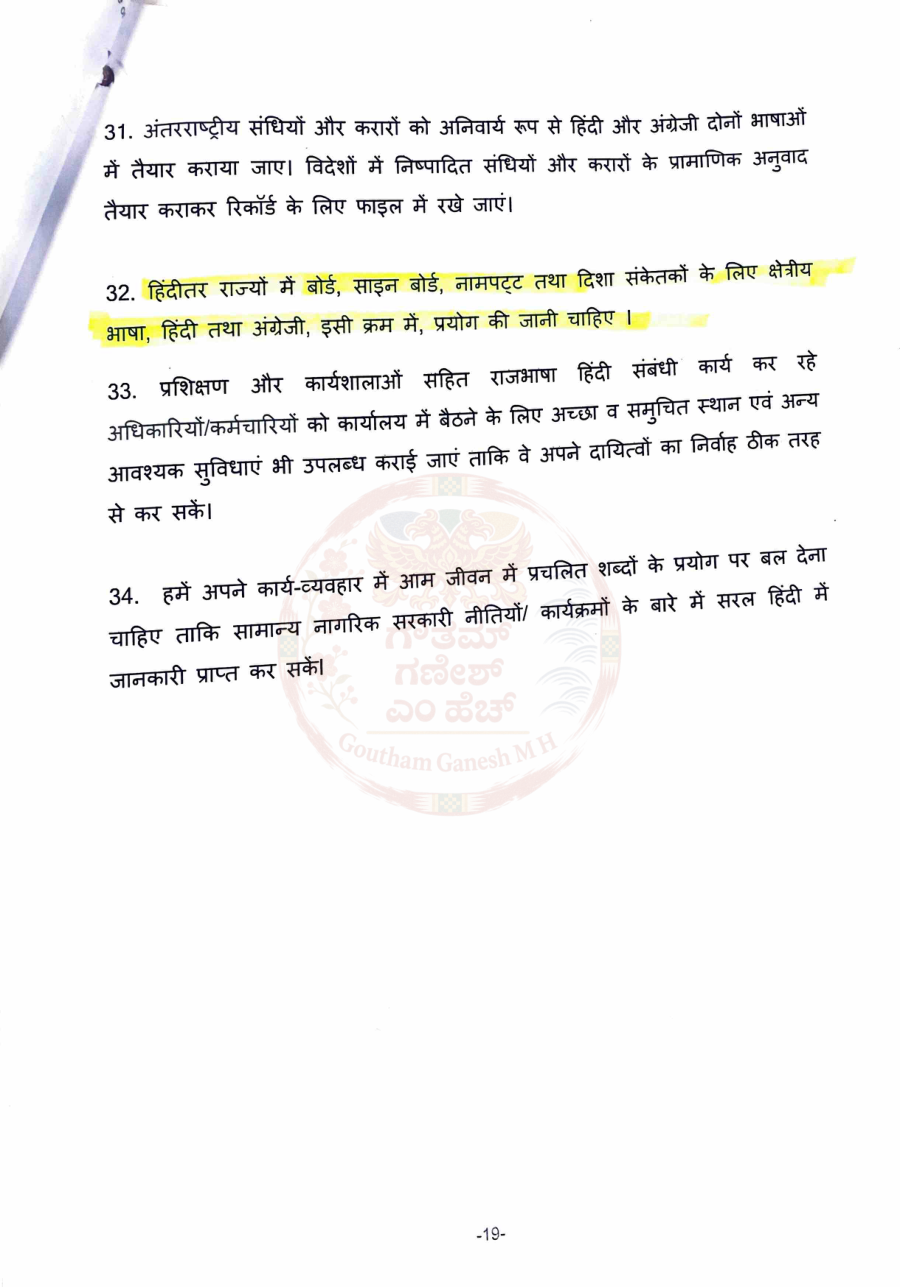 31. अंतरराष्ट्रीय संधियों और करारों को अनिवार्य रूप से हिंदी और अंग्रेजी दोनों भाषाओं
में तैयार कराया जाए। विदेशों में निष्पादित संधियों और करारों के प्रामाणिक अनुवाद
तैयार कराकर रिकॉर्ड के लिए फाइल में रखे जाएं।
32. हिंदीतर राज्यों में बोर्ड, साइन बोर्ड, नामपट्ट तथा दिशा संकेतकों के लिए क्षेत्रीय
भाषा, हिंदी तथा अंग्रेजी, इसी क्रम में, प्रयोग की जानी चाहिए ।
33. प्रशिक्षण और कार्यशालाओं सहित राजभाषा हिंदी संबंधी कार्य कर रहे
अधिकारियों/कर्मचारियों को कार्यालय में बैठने के लिए अच्छा व समुचित स्थान एवं अन्य
आवश्यक सुविधाएं भी उपलब्ध कराई जाएं ताकि वे अपने दायित्वों का निर्वाह ठीक तरह
से कर सकें।
34. हमें अपने कार्य-व्यवहार में आम जीवन में प्रचलित शब्दों के प्रयोग पर बल देना
चाहिए ताकि सामान्य नागरिक सरकारी नीतियों/ कार्यक्रमों के बारे में सरल हिंदी में
जानकारी प्राप्त कर सकें।
ಗೌತಮ್
ಗಣೇಶ್
ಎಂ ಹೆಚ್
Goutham Ganesh M H
-19-